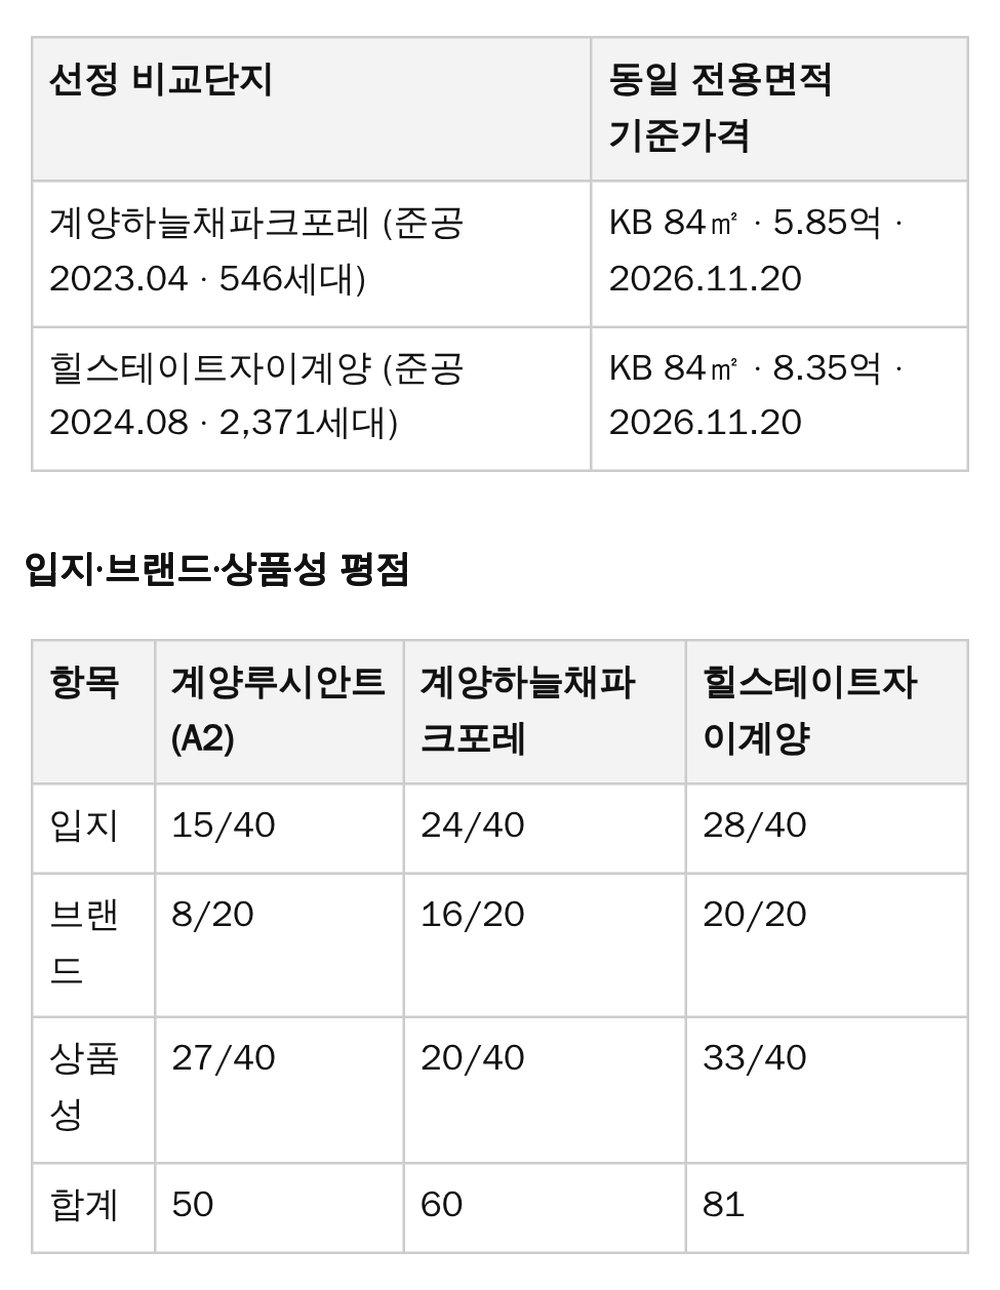 선정 비교단지
동일 전용면적
기준가격
계양하늘채파크포레 (준공
2023.04 · 546세대)
KB 84㎡ · 5.85억 ·
2026.11.20
힐스테이트자이계양 (준공
2024.08 · 2,371세대)
KB 84㎡ · 8.35억 ·
2026.11.20
입지·브랜드·상품성 평점
항목
계양루시안트
(A2)
계양하늘채파
크포레
힐스테이트자
이계양
입지
15/40
24/40
28/40
브랜
드
8/20
16/20
20/20
상품
성
27/40
20/40
33/40
합계
50
60
81